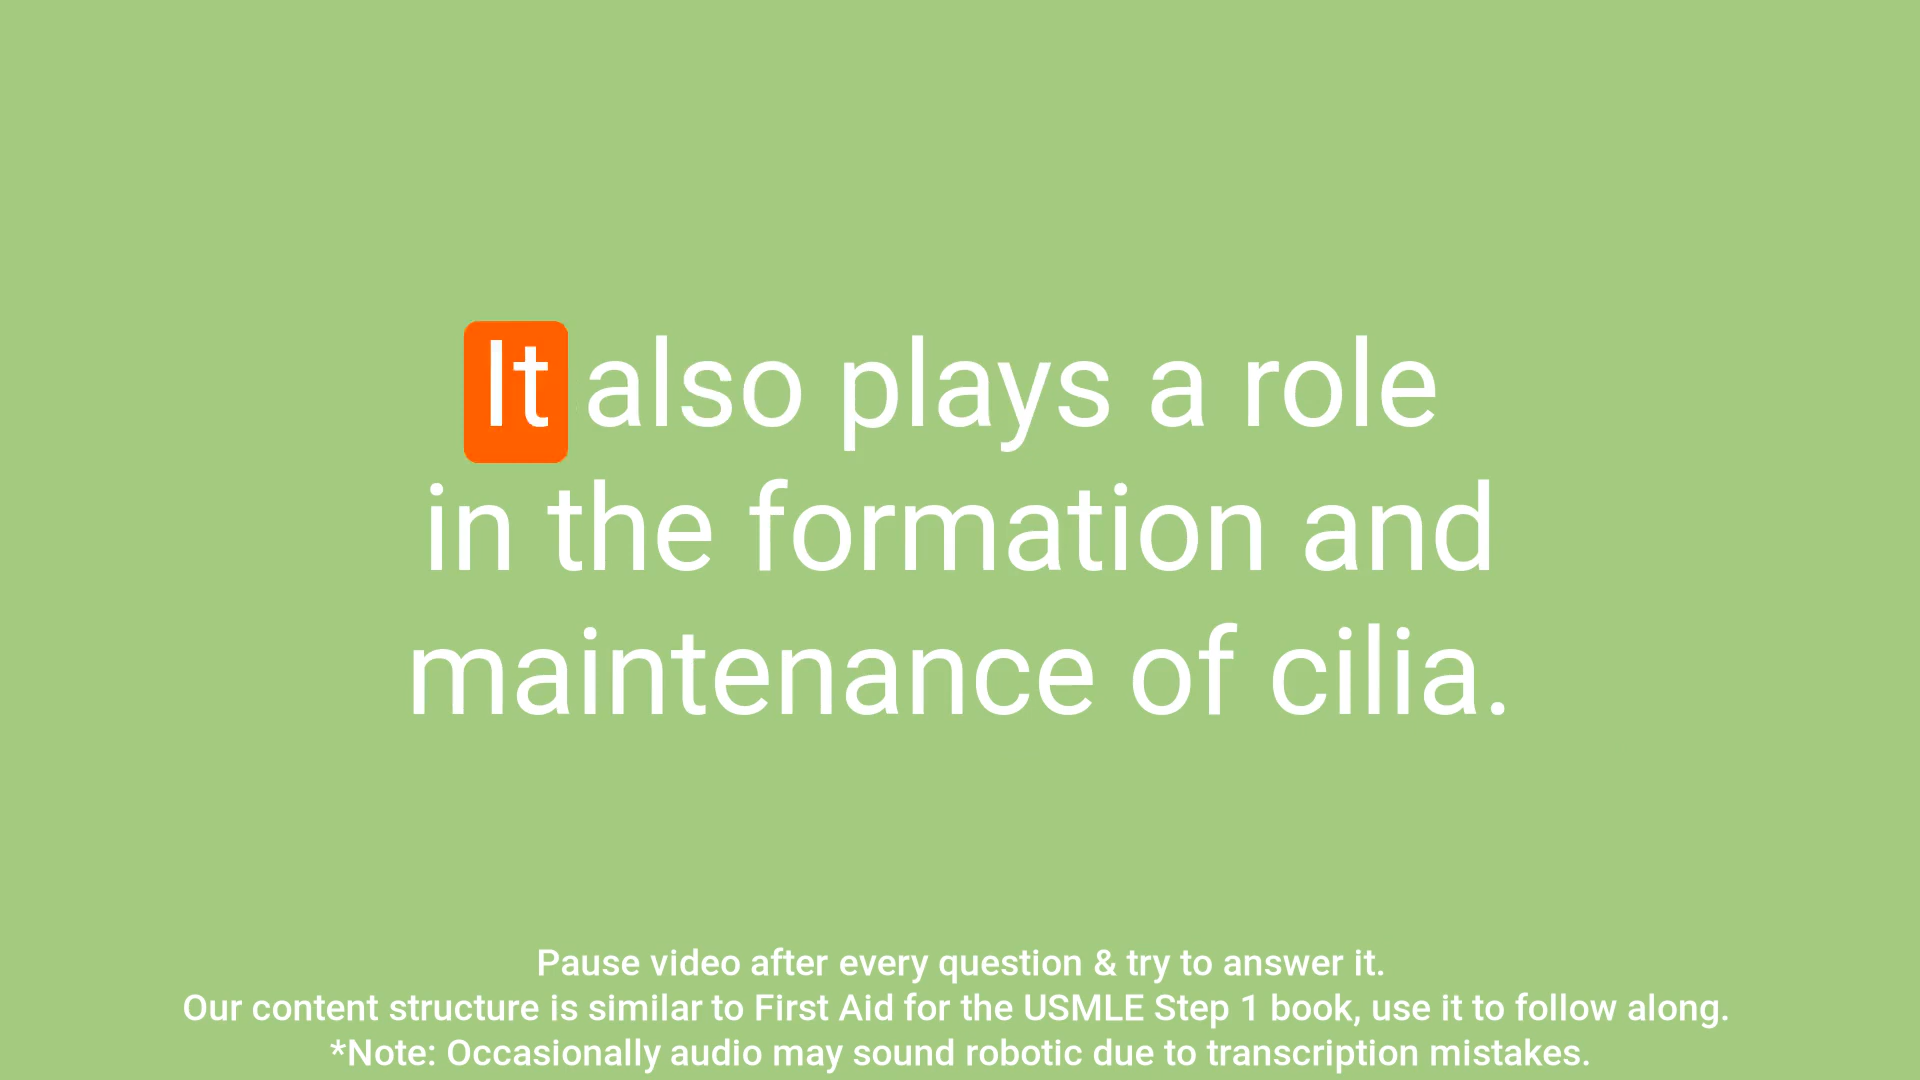 It also plays a role
in the formation and
maintenance of cilia.
Pause video after every question & try to answer it.
Our content structure is similar to First Aid for the USMLE Step 1 book, use it to follow along.
*Note: Occasionally audio may sound robotic due to transcription mistakes.